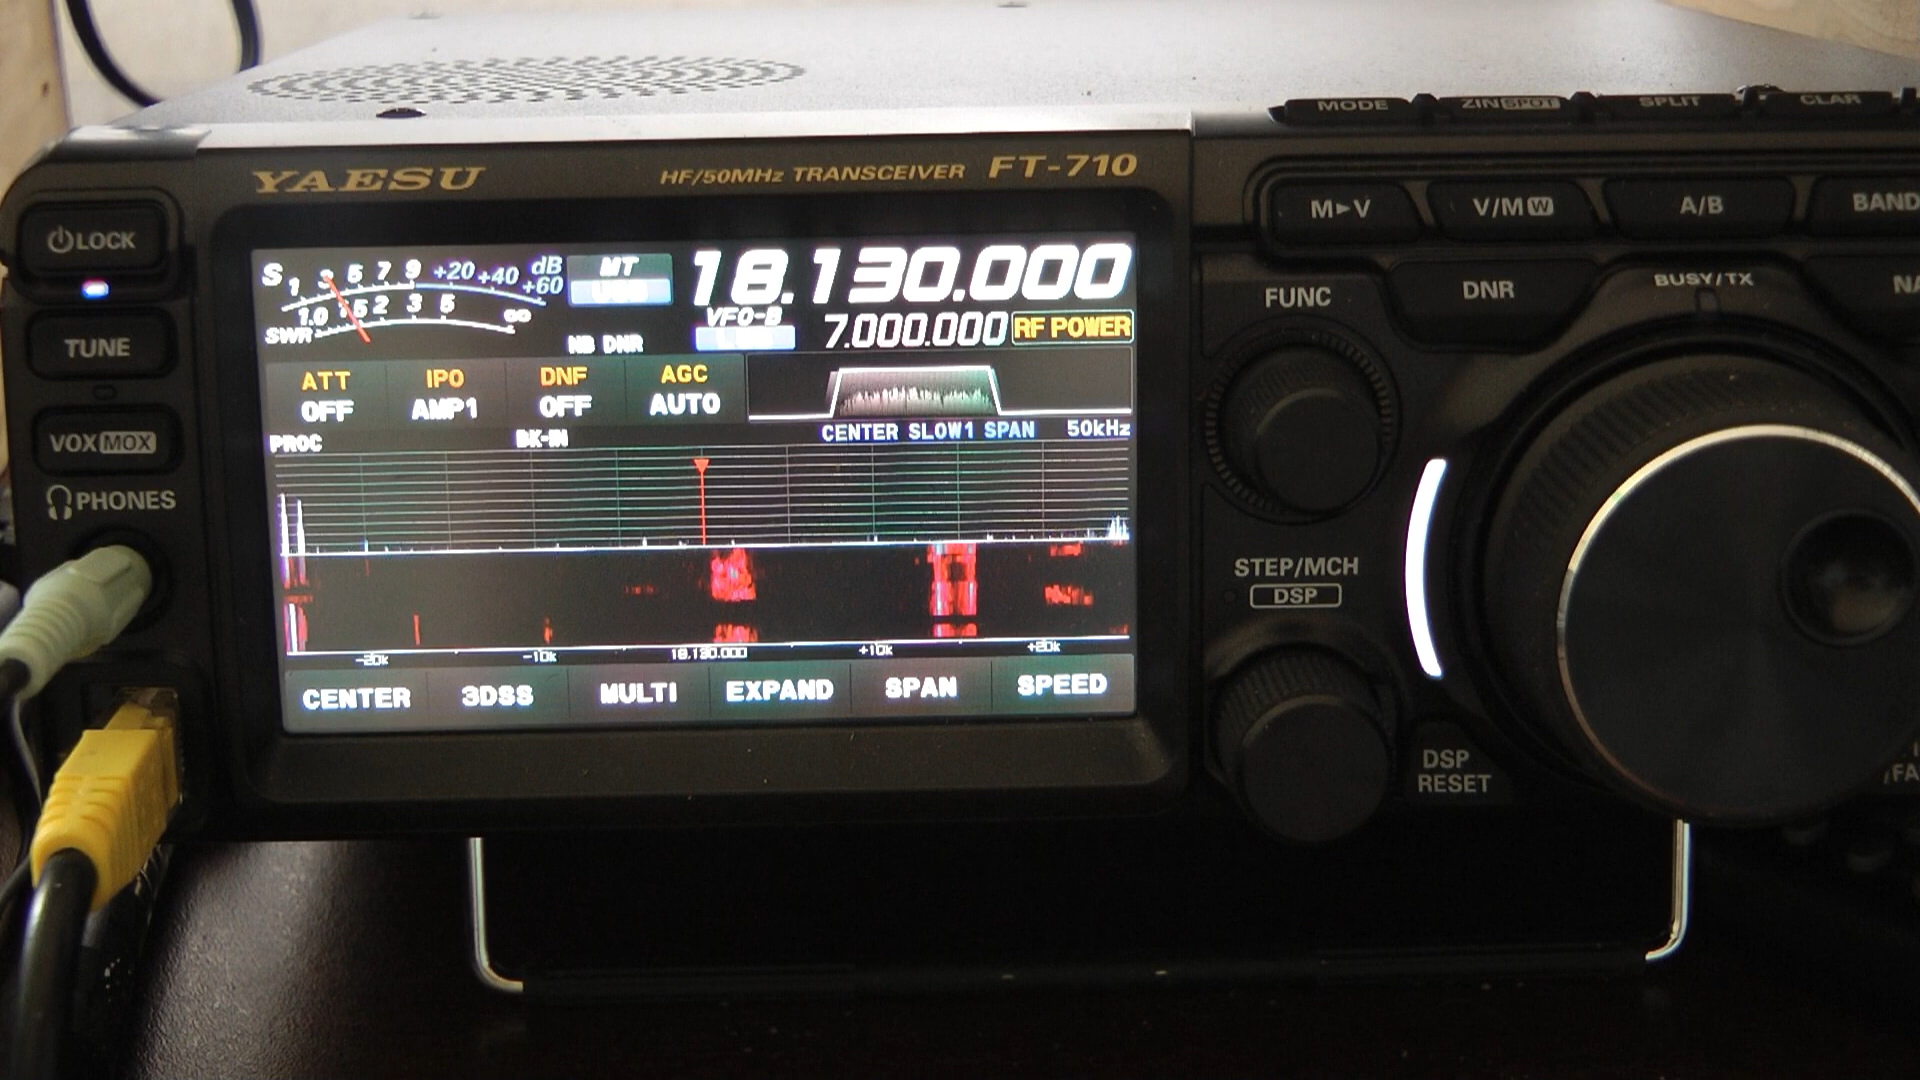 MODE ZIN SPOT SPLIT CLAR
YAESU HF/50MHz TRANSCEIVER FT-710
LOCK
M►V V/M W A/B BAND
TUNE
VOX MOX
PHONES
S 1 3 5 7 9 +20 +40 +60 dB
SWR 1.0 1.5 2 3 5 ∞
MT
18.130.000
VFO-B
7.000.000 RF POWER
NB DNR
ATT IPO DNF AGC
OFF AMP1 OFF AUTO
PROC BK-IN CENTER SLOW1 SPAN 50kHz
-20k -10k 18.130.000 +10k +20k
CENTER 3DSS MULTI EXPAND SPAN SPEED
FUNC
DNR
BUSY/TX
STEP/MCH
DSP
DSP
RESET